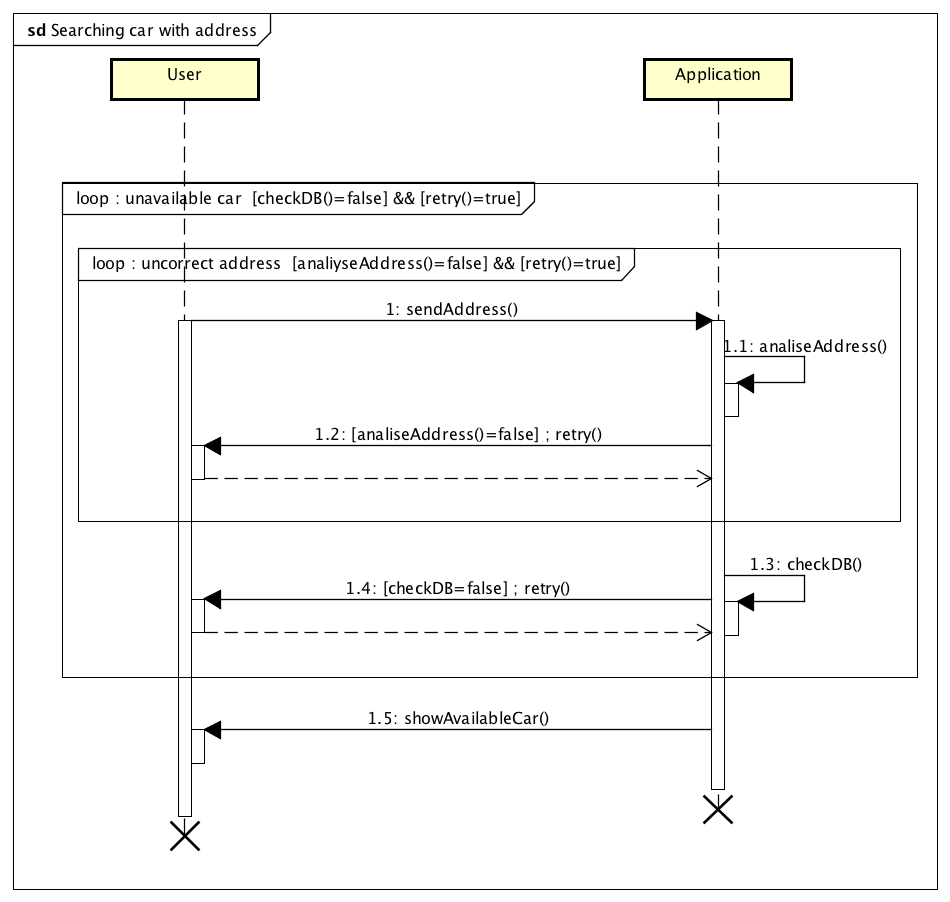 sd Searching car with address
User
Application
loop : unavailable car [checkDB()=false] && [retry()=true]
loop : uncorrect address [analiyseAddress()=false] && [retry()=true]
1: sendAddress()
1.1: analiseAddress()
1.2: [analiseAddress()=false] ; retry()
1.3: checkDB()
1.4: [checkDB=false] ; retry()
1.5: showAvailableCar()